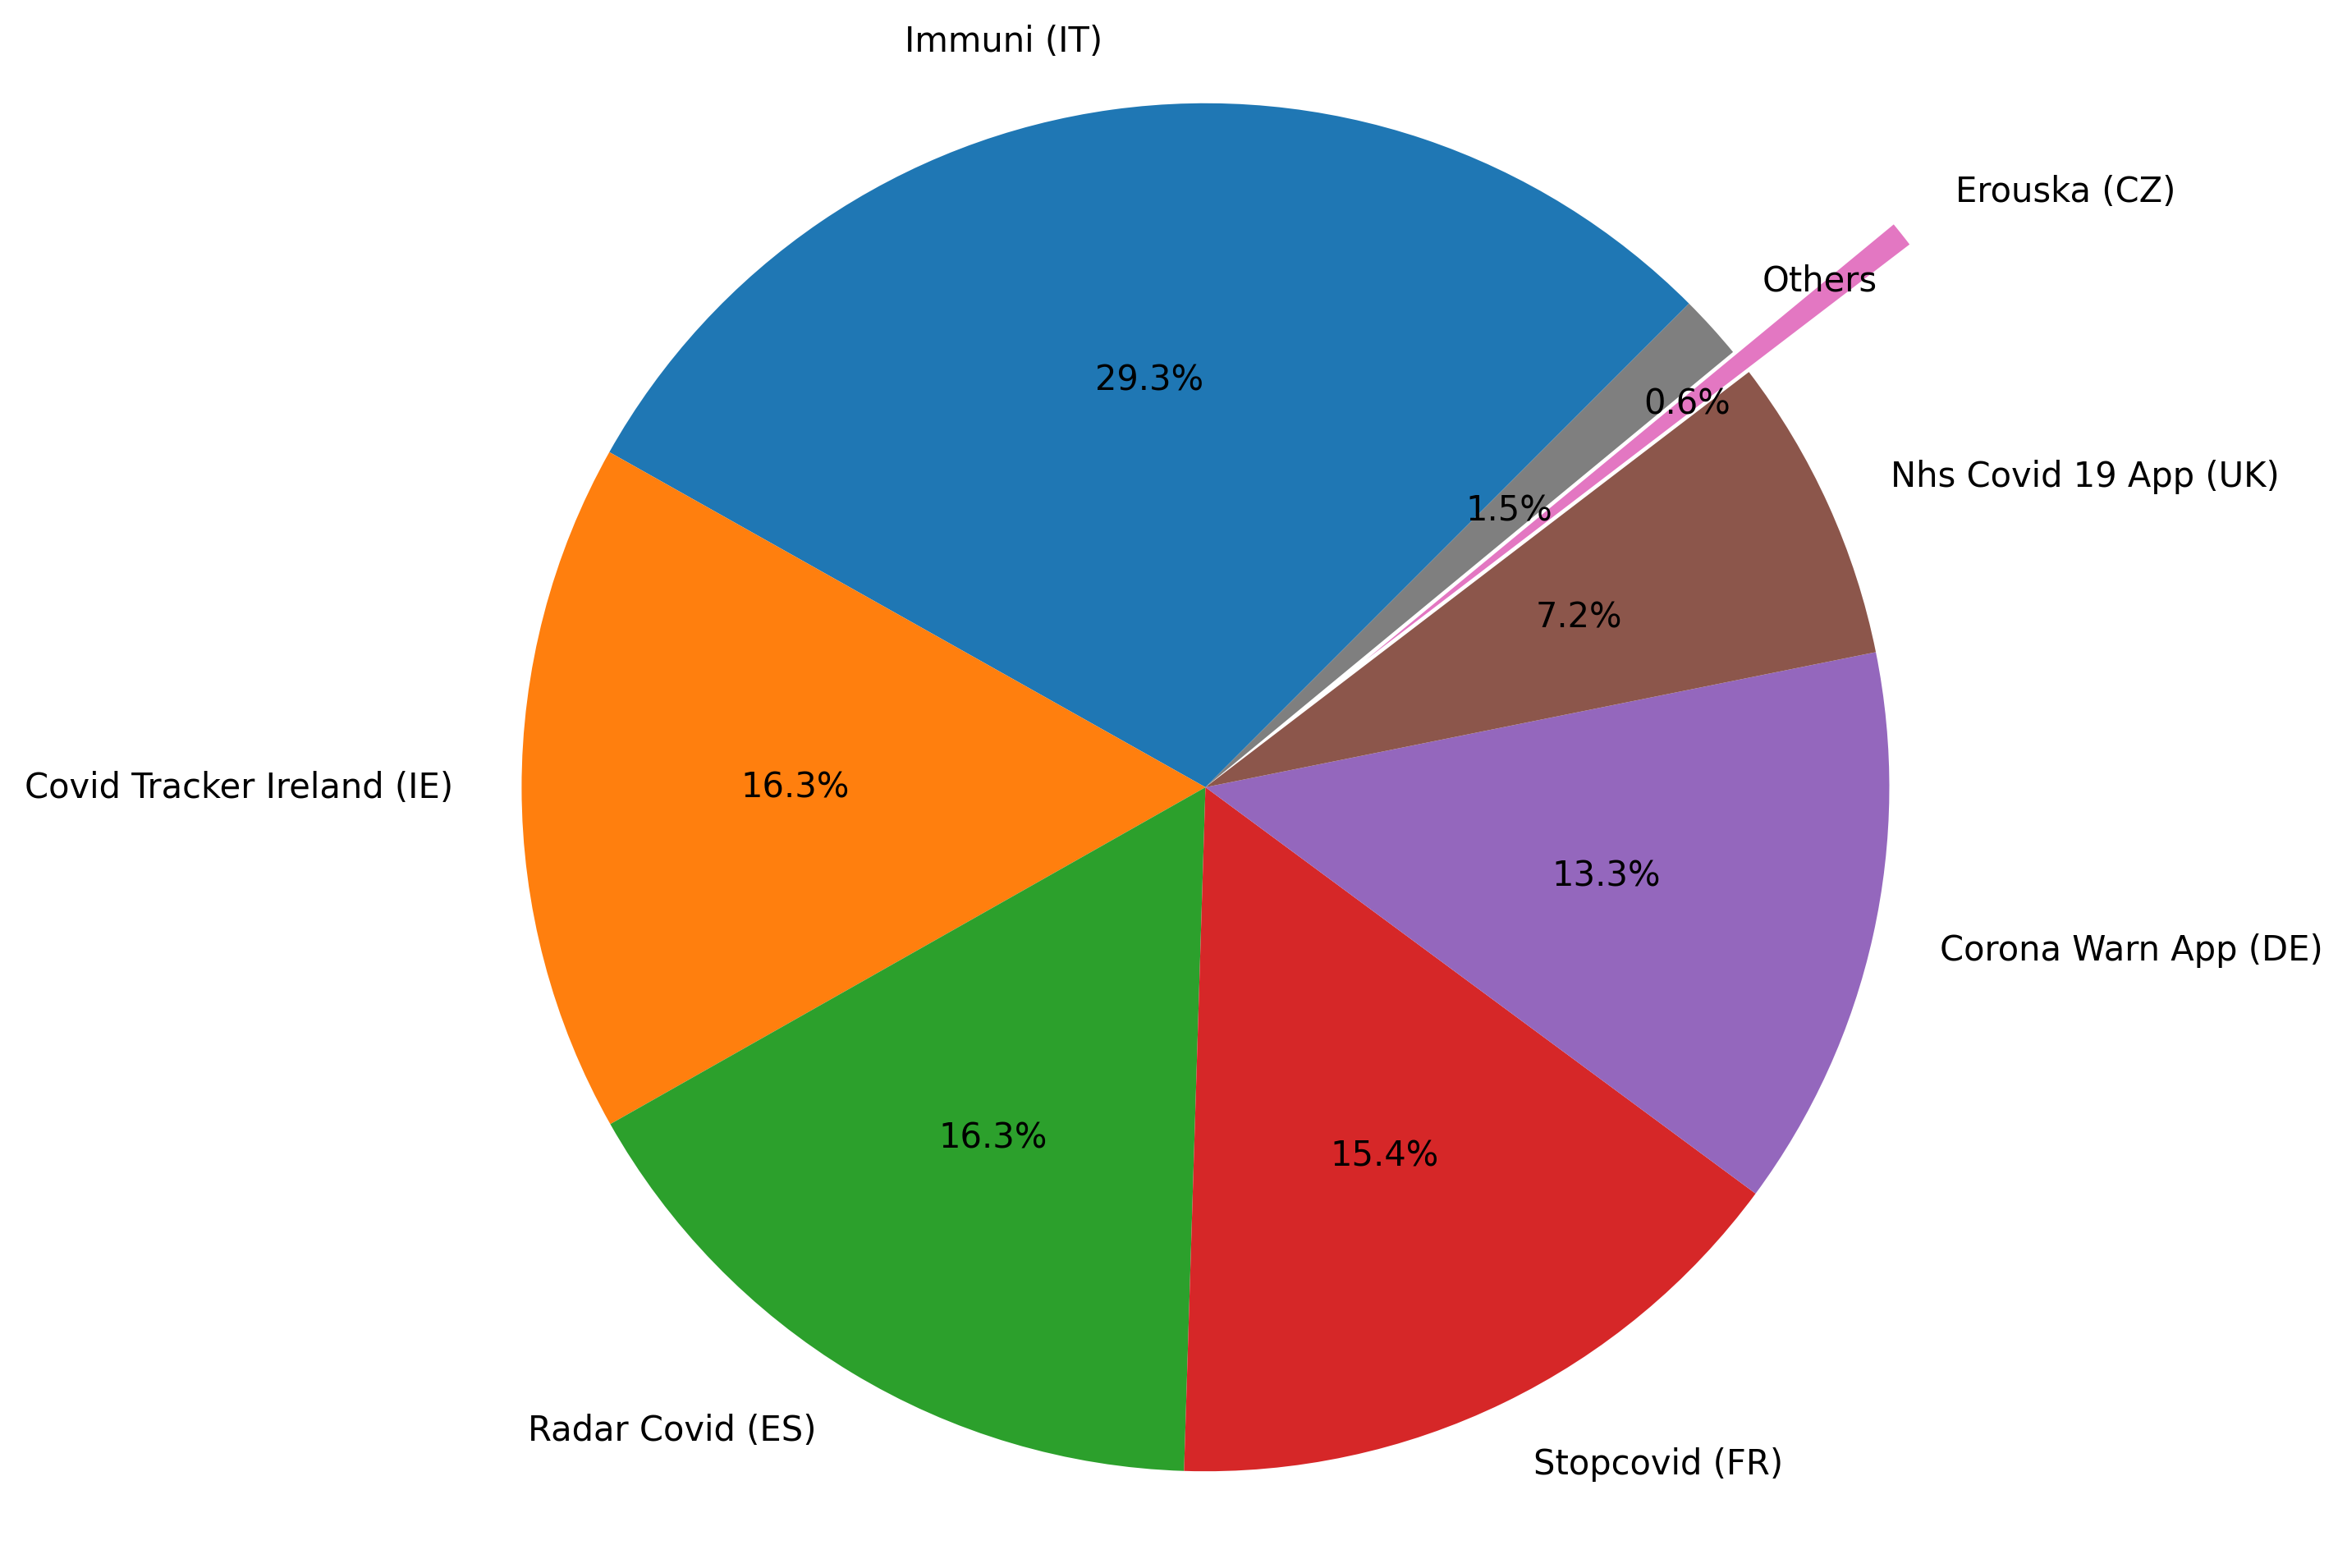 Immuni (IT)
Erouska (CZ)
Others
29.3%
0.6%
Nhs Covid 19 App (UK)
1.5%
7.2%
Covid Tracker Ireland (IE)
16.3%
13.3%
Corona Warn App (DE)
16.3%
15.4%
Radar Covid (ES)
Stopcovid (FR)